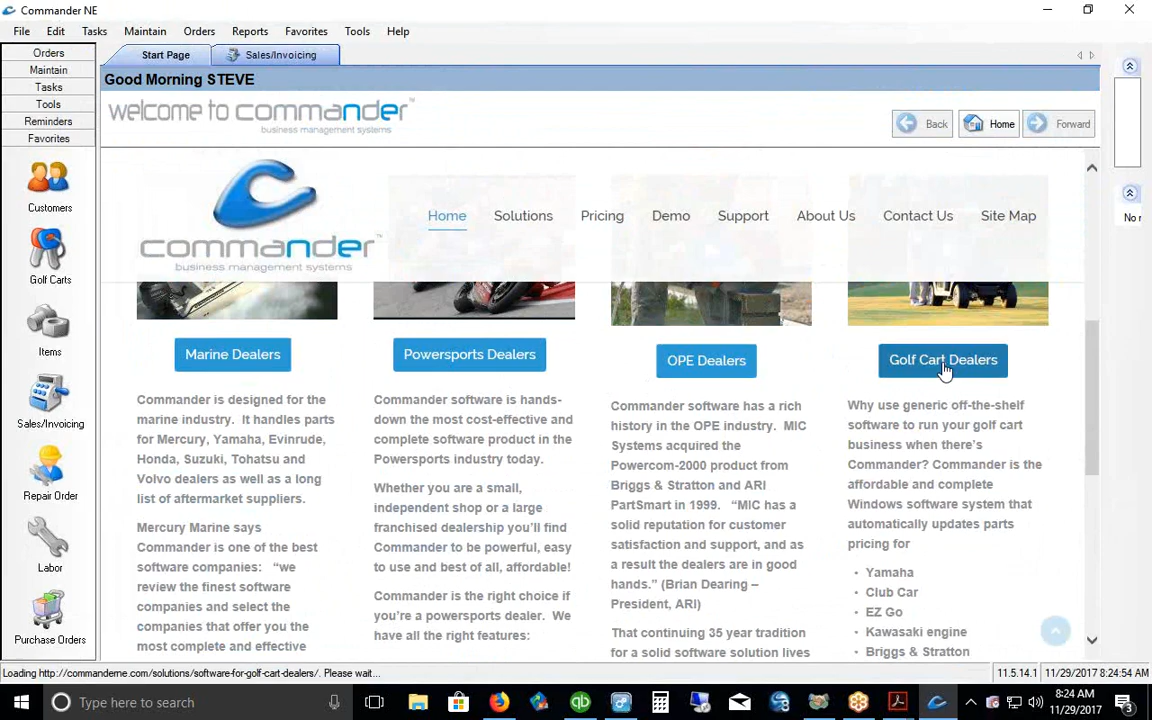 Commander NE
File Edit Tasks Maintain Orders Reports Favorites Tools Help
Orders
Maintain
Tasks
Tools
Reminders
Favorites
Customers
Golf Carts
Items
Sales/Invoicing
Repair Order
Labor
Purchase Orders
Start Page Sales/Invoicing
Good Morning STEVE
welcome to commander™
business management systems
Back Home Forward
commander™
business management systems
Home Solutions Pricing Demo Support About Us Contact Us Site Map
Marine Dealers
Commander is designed for the
marine industry. It handles parts
for Mercury, Yamaha, Evinrude,
Honda, Suzuki, Tohatsu and
Volvo dealers as well as a long
list of aftermarket suppliers.
Mercury Marine says
Commander is one of the best
software companies: “we
review the finest software
companies and select the
companies that offer you the
most complete and effective
Powersports Dealers
Commander software is hands-
down the most cost-effective and
complete software product in the
Powersports industry today.
Whether you are a small,
independent shop or a large
franchised dealership you’ll find
Commander to be powerful, easy
to use and best of all, affordable!
Commander is the right choice if
you’re a powersports dealer. We
have all the right features:
OPE Dealers
Commander software has a rich
history in the OPE industry. MIC
Systems acquired the
Powercom-2000 product from
Briggs & Stratton and ARI
PartSmart in 1999. “MIC has a
solid reputation for customer
satisfaction and support, and as
a result the dealers are in good
hands.” (Brian Dearing –
President, ARI)
That continuing 35 year tradition
for a solid software solution lives
Golf Cart Dealers
Why use generic off-the-shelf
software to run your golf cart
business when there’s
Commander? Commander is the
affordable and complete
Windows software system that
automatically updates parts
pricing for
• Yamaha
• Club Car
• EZ Go
• Kawasaki engine
• Briggs & Stratton
No r
Loading http://commanderne.com/solutions/software-for-golf-cart-dealers/. Please wait...
11.5.14.1 11/29/2017 8:24:54 AM
Type here to search
qb
8:24 AM
11/29/2017
3